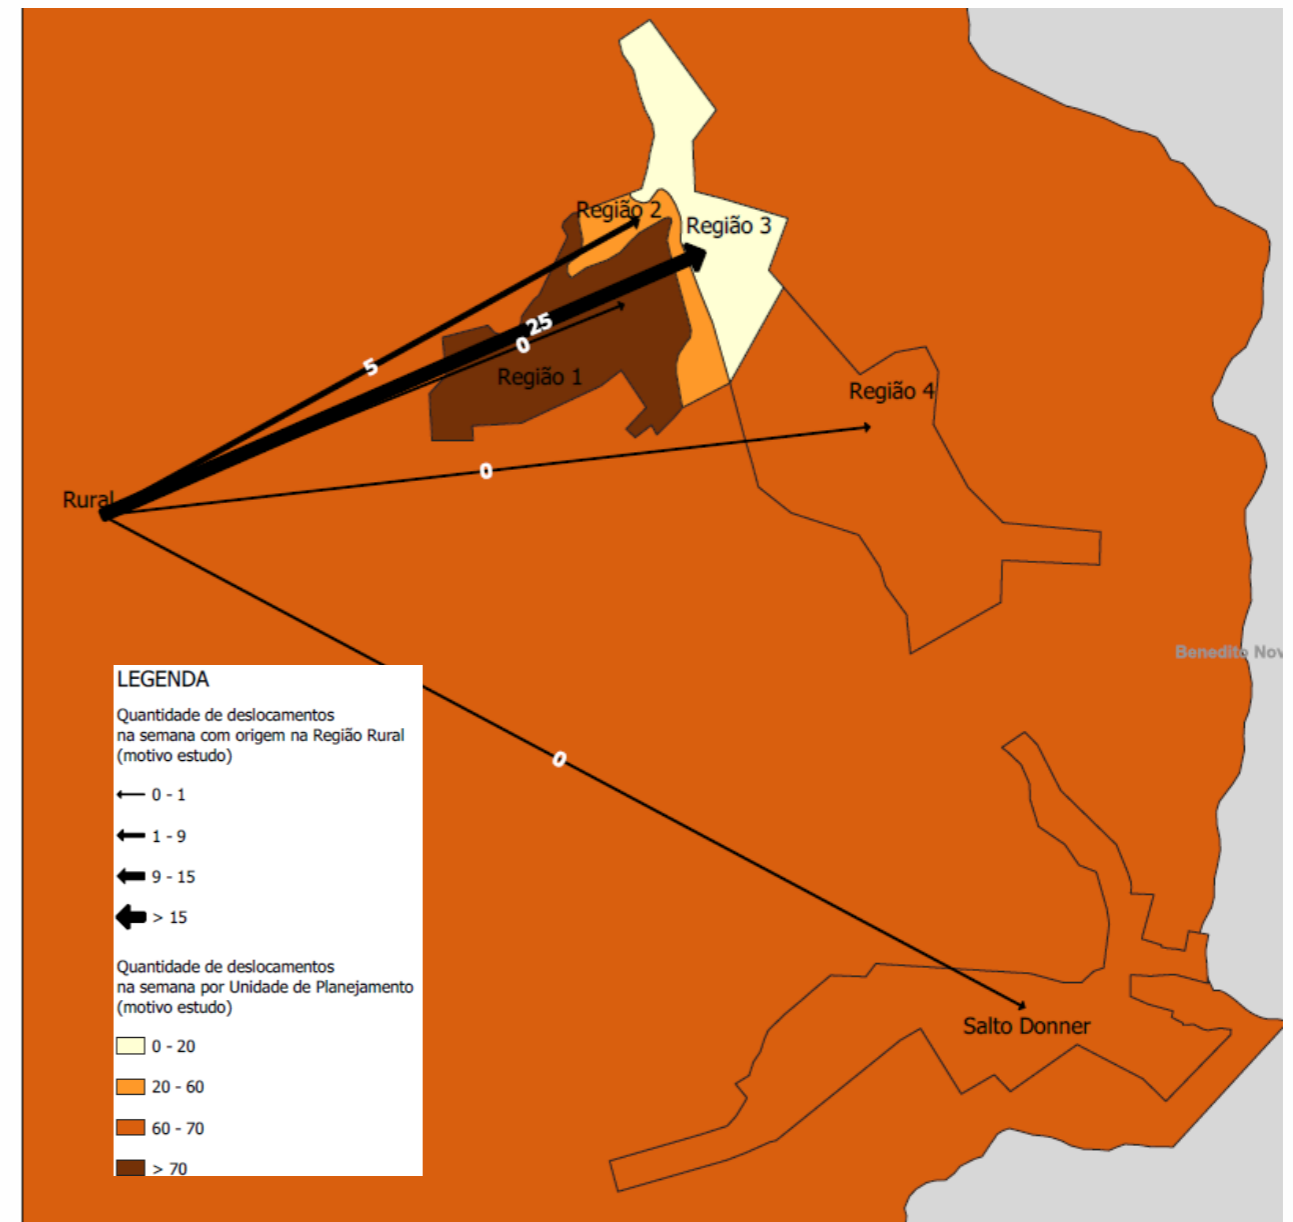 Região 2
Região 3
25
0
5
Região 1
Região 4
0
Rural
Benedito Nov
LEGENDA
Quantidade de deslocamentos
na semana com origem na Região Rural
(motivo estudo)
0 - 1
1 - 9
9 - 15
> 15
Quantidade de deslocamentos
na semana por Unidade de Planejamento
(motivo estudo)
0 - 20
20 - 60
60 - 70
> 70
0
Salto Donner